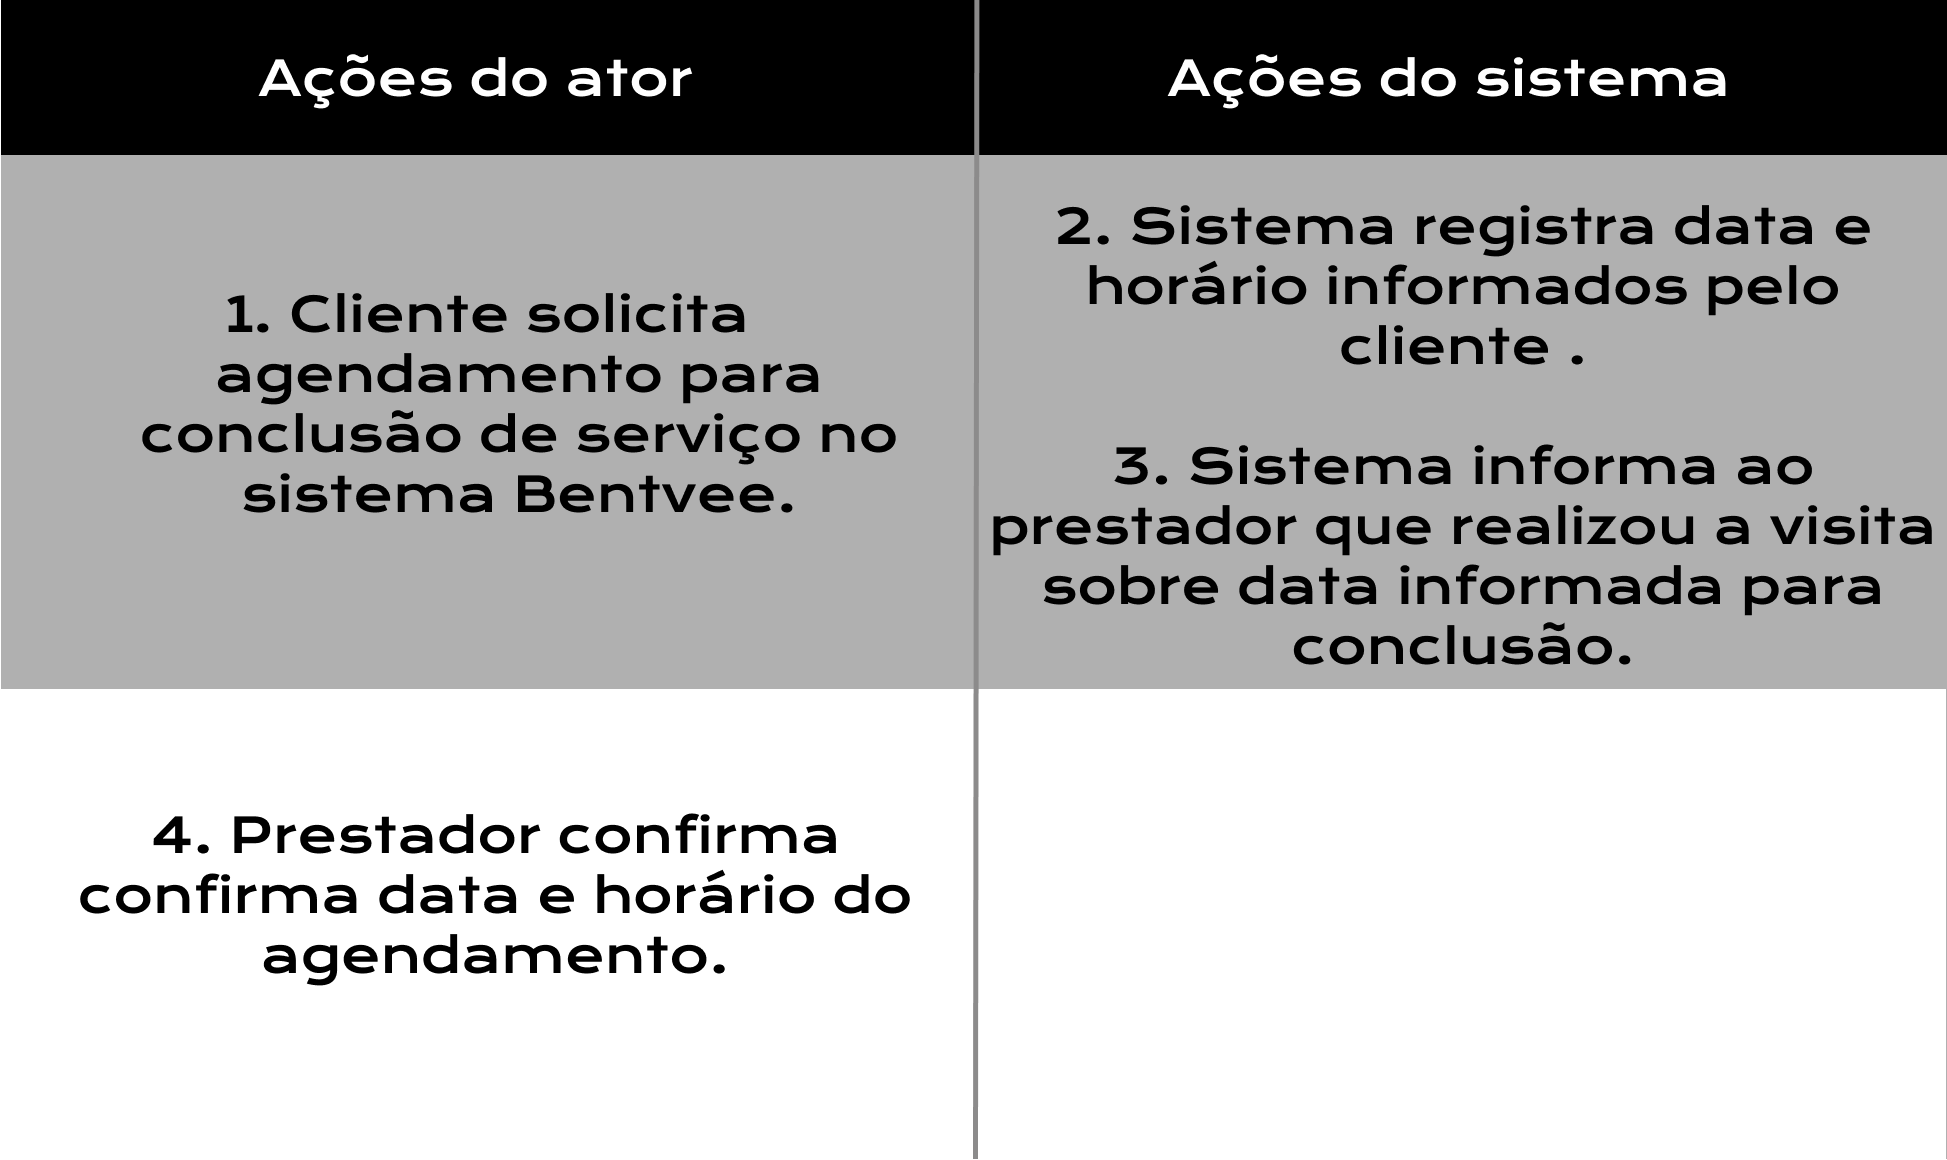 Ações do ator
Ações do sistema
1. Cliente solicita
agendamento para
conclusão de serviço no
sistema Bentvee.
2. Sistema registra data e
horário informados pelo
cliente .
3. Sistema informa ao
prestador que realizou a visita
sobre data informada para
conclusão.
4. Prestador confirma
confirma data e horário do
agendamento.